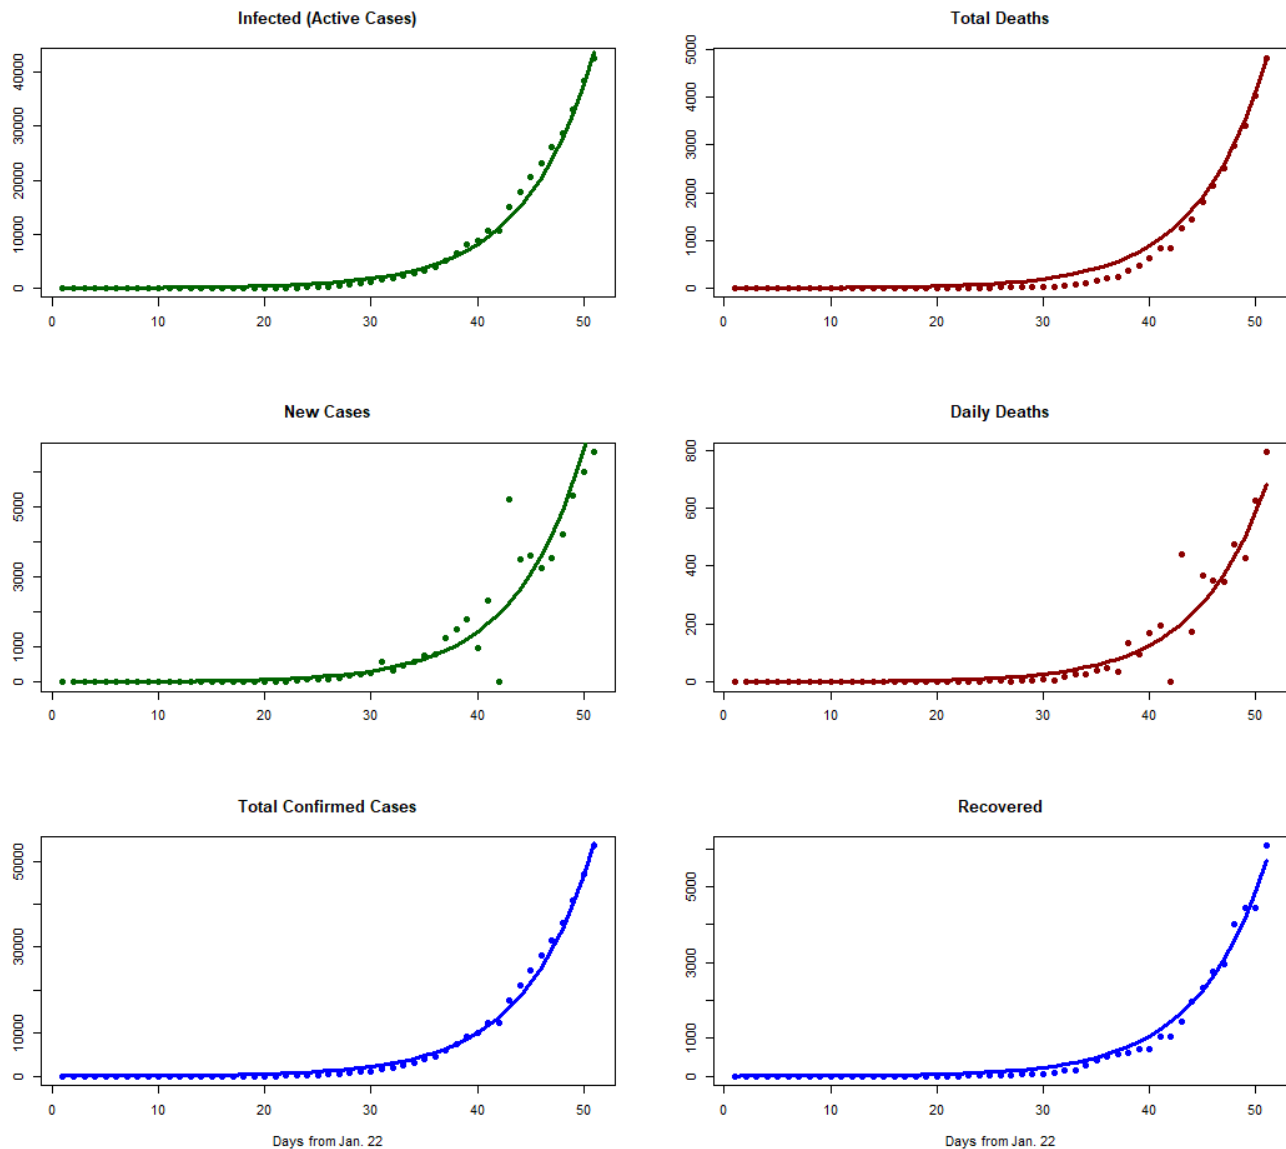 Infected (Active Cases)
40000
30000
20000
10000
0
0 10 20 30 40 50
Total Deaths
5000
4000
3000
2000
1000
0
0 10 20 30 40 50
New Cases
5000
3000
1000
0
0 10 20 30 40 50
Daily Deaths
800
600
400
200
0
0 10 20 30 40 50
Total Confirmed Cases
50000
30000
10000
0
0 10 20 30 40 50
Days from Jan. 22
Recovered
5000
3000
1000
0
0 10 20 30 40 50
Days from Jan. 22